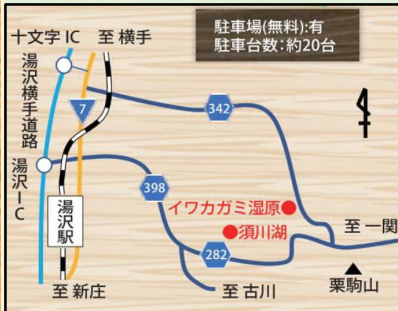 駐車場(無料):有
駐車台数:約20台
十文字IC
至 横手
湯沢横手道路
7
342
湯沢IC
398
湯沢駅
イワカガミ湿原
須川湖
至 一関
282
至 新庄
至 古川
栗駒山